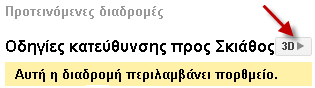 Προτεινόμενες διαδρομές
Οδηγίες κατεύθυνσης προς Σκιάθος 3D
Αυτή η διαδρομή περιλαμβάνει πορθμείο.